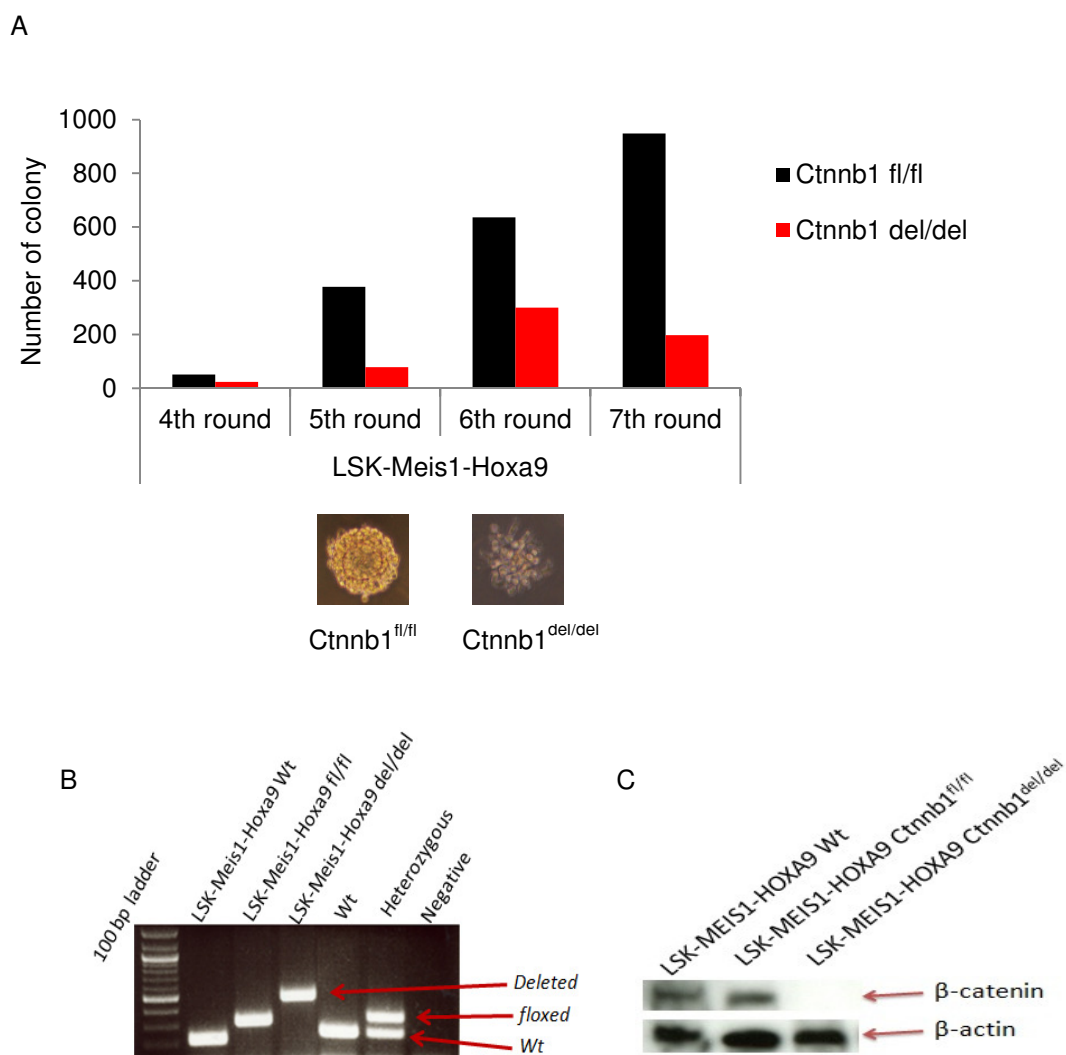 A
1000
800
600
400
200
0
Number of colony
Ctnnb1 fl/fl
Ctnnb1 del/del
4th round 5th round 6th round 7th round
LSK-Meis1-Hoxa9
Ctnnb1fl/fl Ctnnb1del/del
B
100 bp ladder
LSK-Meis1-Hoxa9 Wt
LSK-Meis1-Hoxa9 fl/fl
LSK-Meis1-Hoxa9 del/del
Wt
Heterozygous
Negative
Deleted
floxed
Wt
C
LSK-MEIS1-HOXA9 Wt
LSK-MEIS1-HOXA9 Ctnnb1fl/fl
LSK-MEIS1-HOXA9 Ctnnb1del/del
β-catenin
β-actin